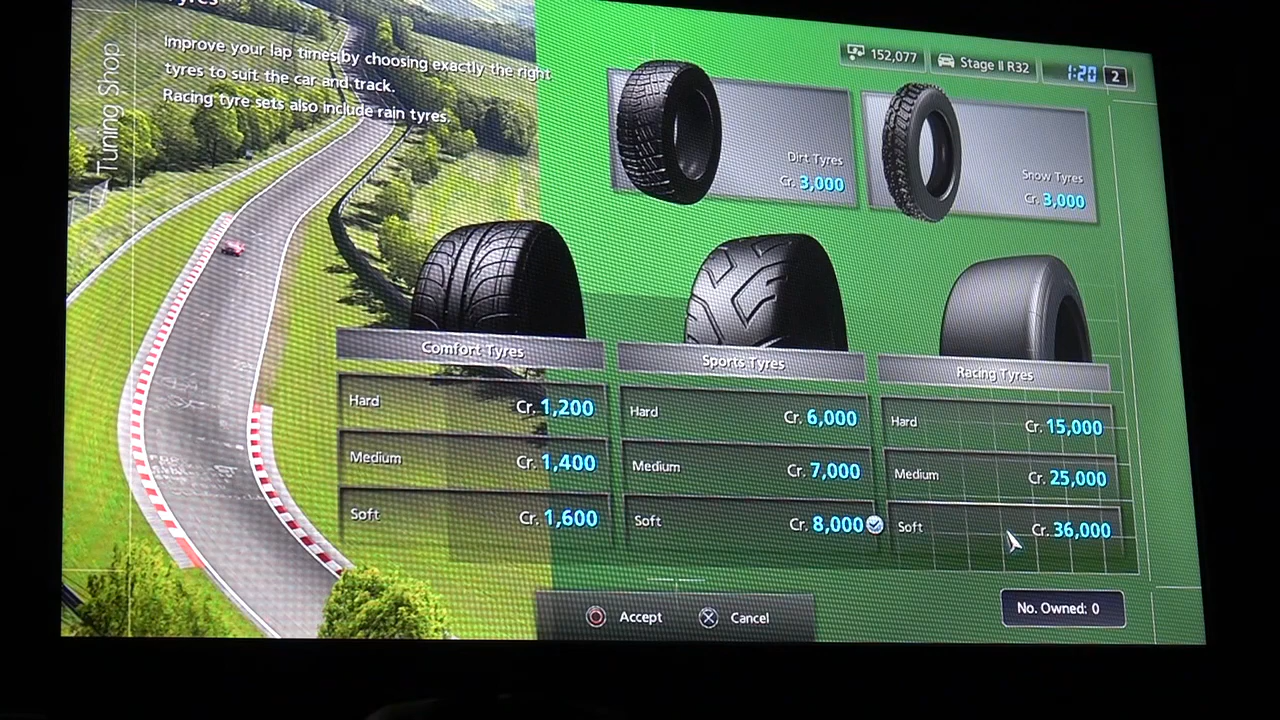 Tuning Shop
Tyres
Improve your lap times by choosing exactly the right
tyres to suit the car and track.
Racing tyre sets also include rain tyres.
152,077
Stage II R32
1:20
2
Dirt Tyres
Cr. 3,000
Snow Tyres
Cr. 3,000
Comfort Tyres
Hard Cr. 1,200
Medium Cr. 1,400
Soft Cr. 1,600
Sports Tyres
Hard Cr. 6,000
Medium Cr. 7,000
Soft Cr. 8,000
Racing Tyres
Hard Cr. 15,000
Medium Cr. 25,000
Soft Cr. 36,000
Accept
Cancel
No. Owned: 0